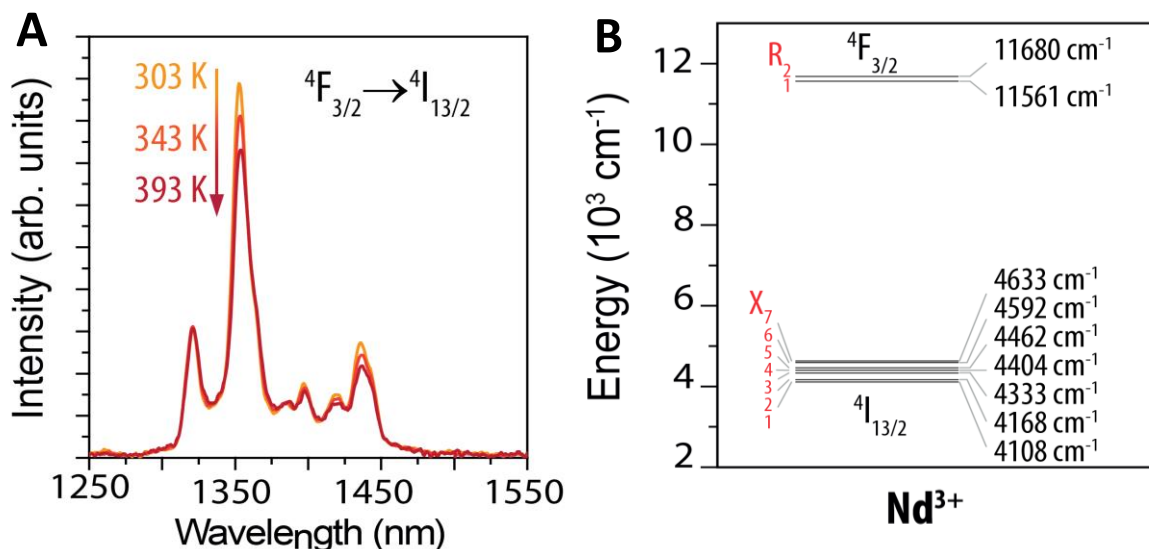 A
303 K
343 K
393 K
⁴F₃/₂ → ⁴I₁₃/₂
Intensity (arb. units)
1250
1350
1450
1550
Wavelength (nm)
B
Energy (10³ cm⁻¹)
12
10
8
6
4
2
R₂
1
⁴F₃/₂
11680 cm⁻¹
11561 cm⁻¹
X₇
6
5
4
3
2
1
⁴I₁₃/₂
4633 cm⁻¹
4592 cm⁻¹
4462 cm⁻¹
4404 cm⁻¹
4333 cm⁻¹
4168 cm⁻¹
4108 cm⁻¹
Nd³⁺